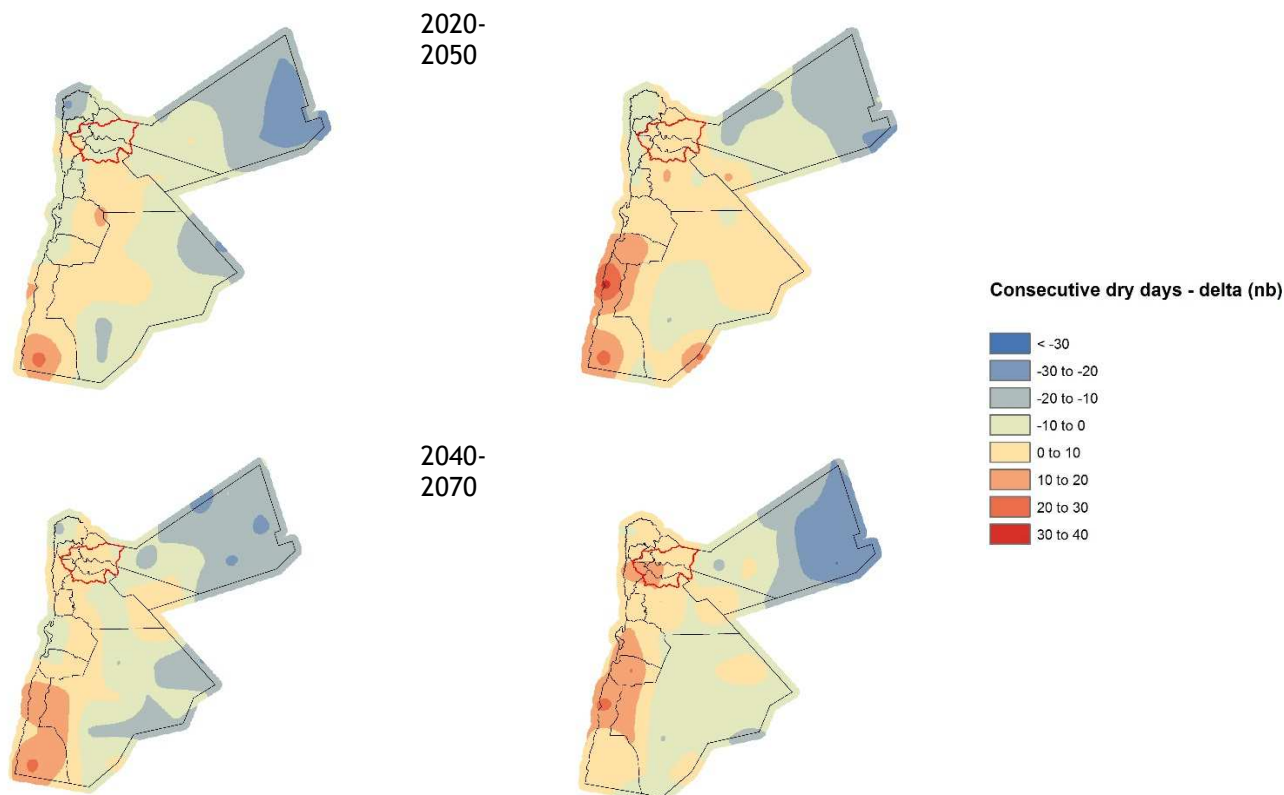 2020-
2050
Consecutive dry days - delta (nb)
< -30
-30 to -20
-20 to -10
-10 to 0
0 to 10
10 to 20
20 to 30
30 to 40
2040-
2070